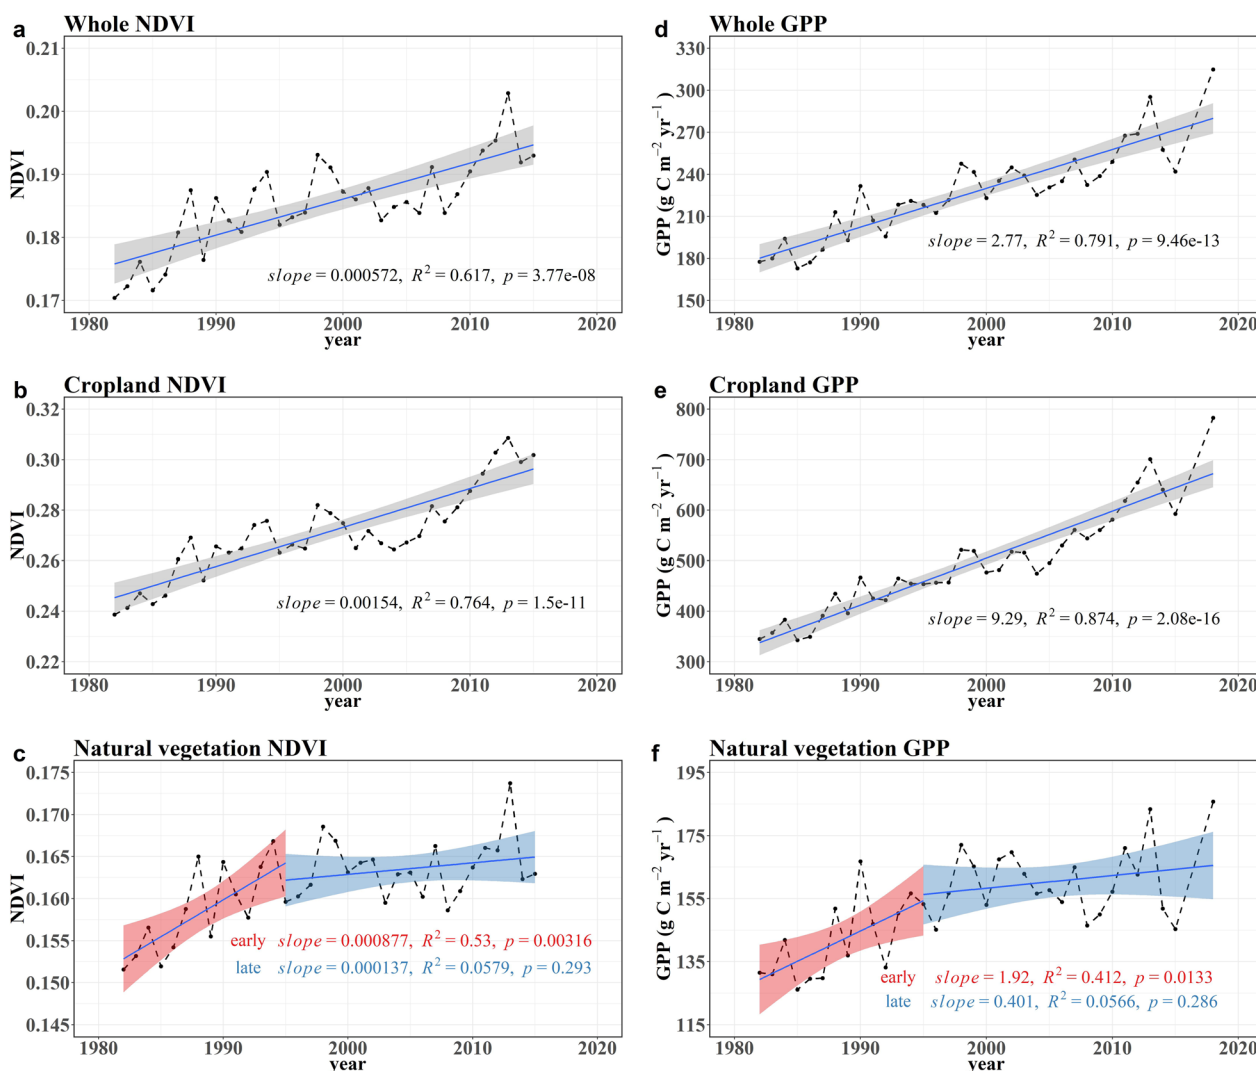 a Whole NDVI
0.21
0.20
0.19
0.18
0.17
NDVI
slope = 0.000572, R² = 0.617, p = 3.77e-08
1980 1990 2000 2010 2020
year
d Whole GPP
330
300
270
240
210
180
150
GPP (g C m⁻² yr⁻¹ )
slope = 2.77, R² = 0.791, p = 9.46e-13
1980 1990 2000 2010 2020
year
b Cropland NDVI
0.32
0.30
0.28
0.26
0.24
0.22
NDVI
slope = 0.00154, R² = 0.764, p = 1.5e-11
1980 1990 2000 2010 2020
year
e Cropland GPP
800
700
600
500
400
300
GPP (g C m⁻² yr⁻¹ )
slope = 9.29, R² = 0.874, p = 2.08e-16
1980 1990 2000 2010 2020
year
c Natural vegetation NDVI
0.175
0.170
0.165
0.160
0.155
0.150
0.145
NDVI
early slope = 0.000877, R² = 0.53, p = 0.00316
late slope = 0.000137, R² = 0.0579, p = 0.293
1980 1990 2000 2010 2020
year
f Natural vegetation GPP
195
175
155
135
115
GPP (g C m⁻² yr⁻¹ )
early slope = 1.92, R² = 0.412, p = 0.0133
late slope = 0.401, R² = 0.0566, p = 0.286
1980 1990 2000 2010 2020
year